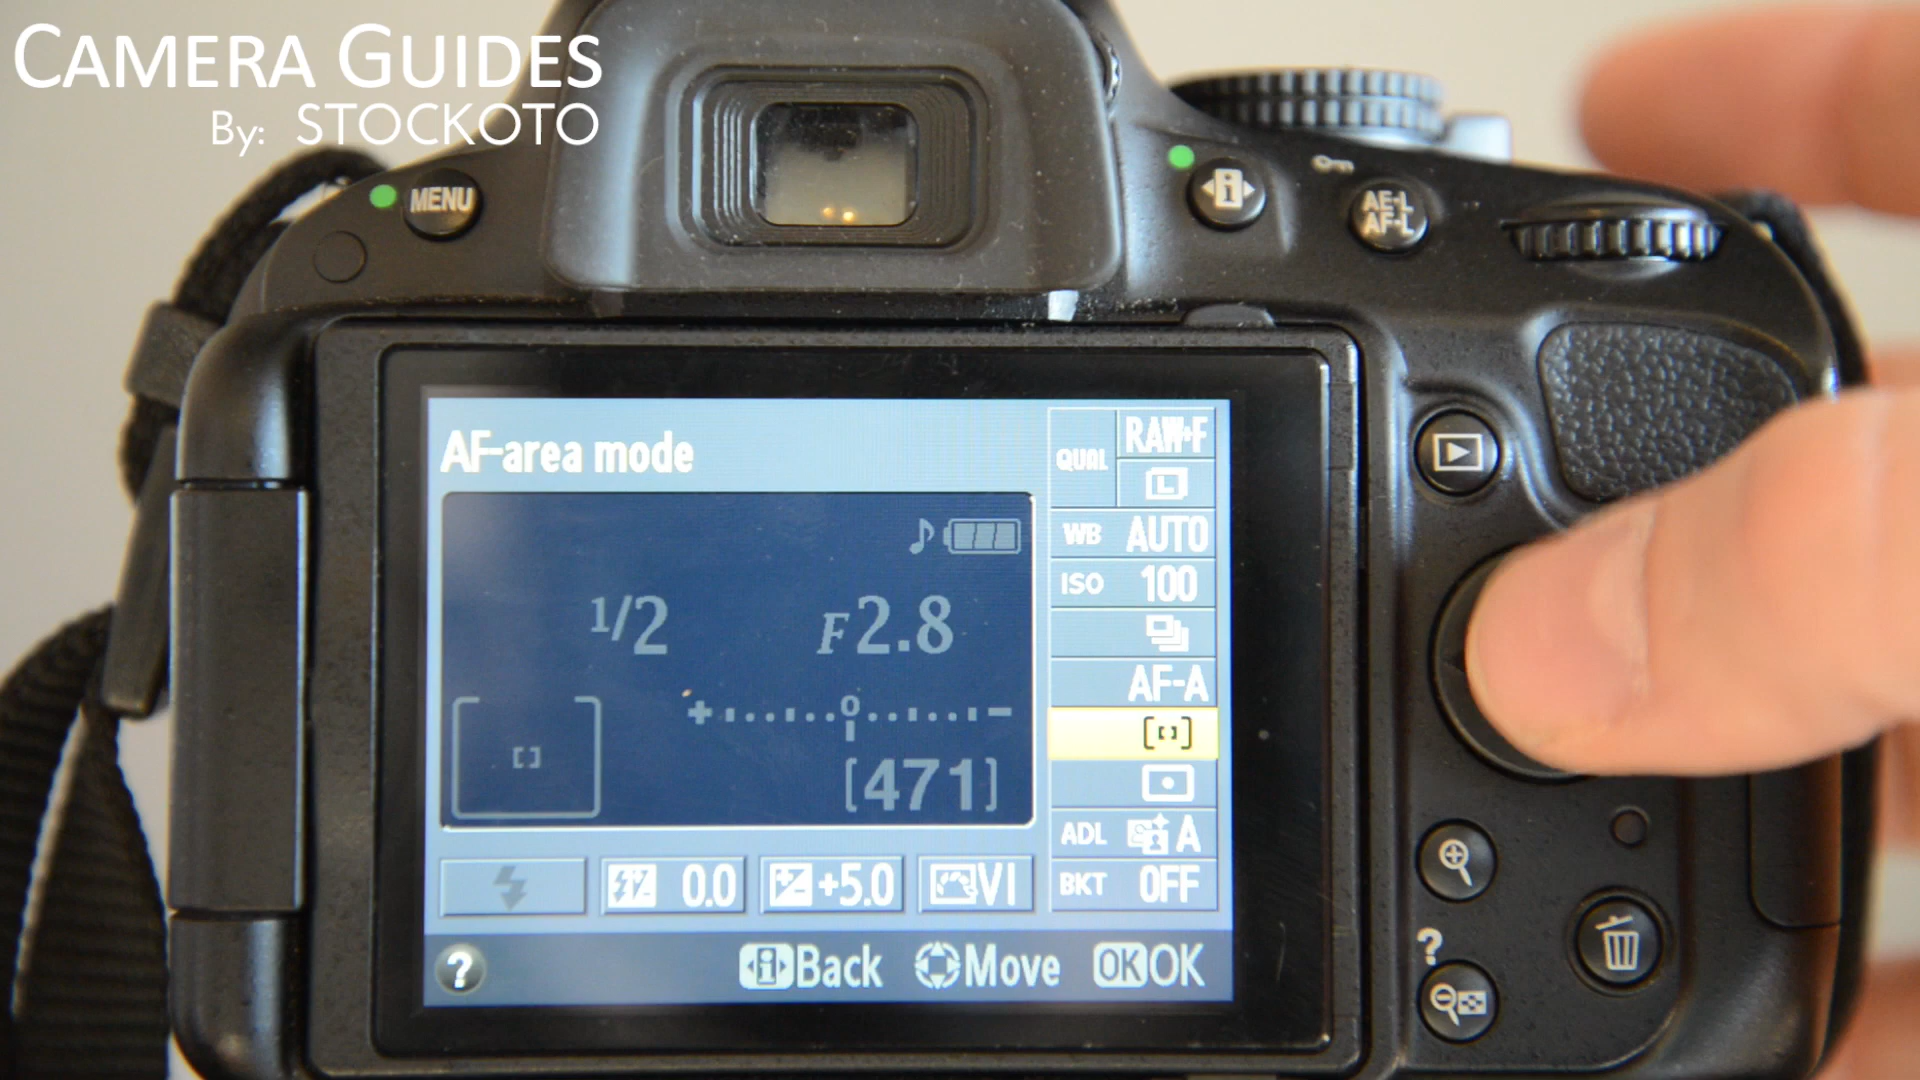 CAMERA GUIDES
By: STOCKOTO
MENU
i
AE-L
AF-L
AF-area mode
QUAL RAW+F
L
WB AUTO
ISO 100
AF-A
1/2 F2.8
+ 0 −
[471]
ADL A
BKT OFF
0.0 +5.0 VI
? i Back Move OK OK
?